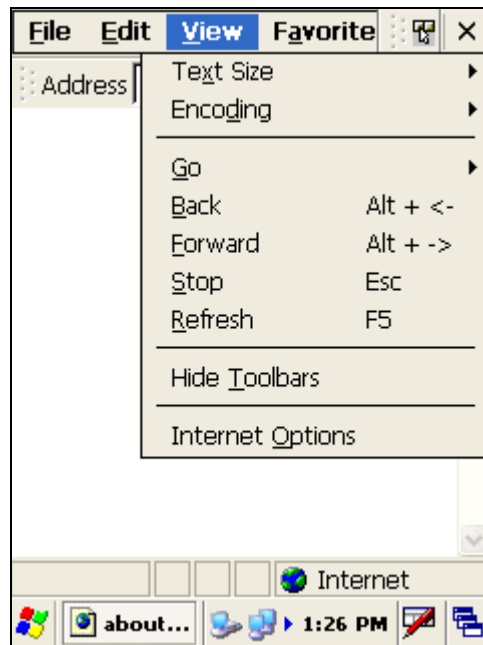 File Edit View Favorite
Address
Text Size
Encoding
Go
Back Alt + <-
Forward Alt + ->
Stop Esc
Refresh F5
Hide Toolbars
Internet Options
Internet
about... 1:26 PM